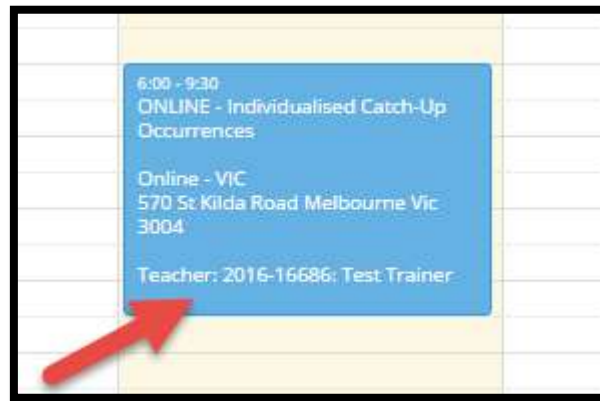 6:00 - 9:30
ONLINE - Individualised Catch-Up
Occurrences
Online - VIC
570 St Kilda Road Melbourne Vic
3004
Teacher: 2016-16686: Test Trainer